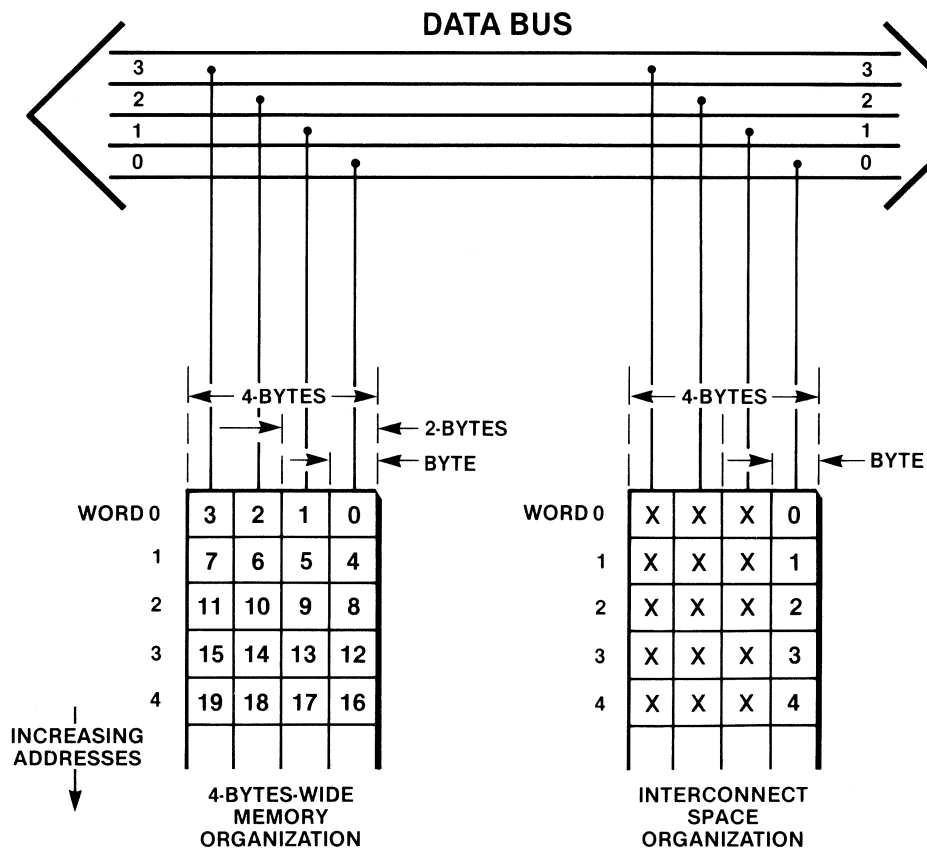 DATA BUS
3 3
2 2
1 1
0 0
4-BYTES 4-BYTES
2-BYTES
BYTE BYTE
WORD 0 3 2 1 0 WORD 0 X X X 0
1 7 6 5 4 1 X X X 1
2 11 10 9 8 2 X X X 2
3 15 14 13 12 3 X X X 3
4 19 18 17 16 4 X X X 4
INCREASING
ADDRESSES
4-BYTES-WIDE
MEMORY
ORGANIZATION
INTERCONNECT
SPACE
ORGANIZATION